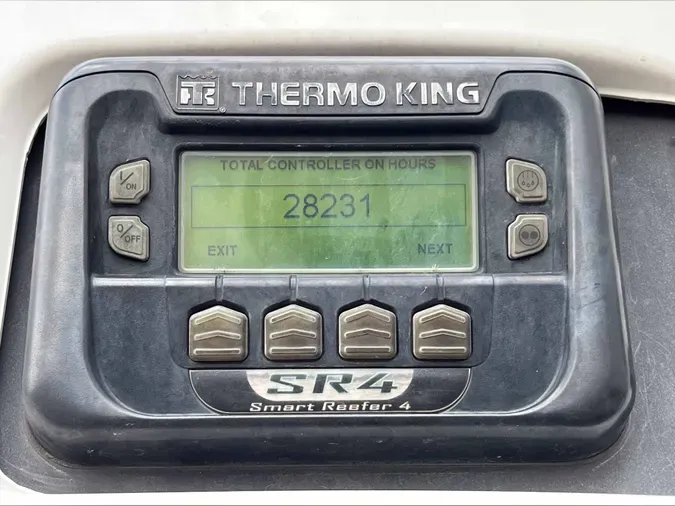 THERMO KING
TOTAL CONTROLLER ON HOURS
28231
EXIT NEXT
I/ON
O/OFF
SR4
Smart Reefer 4